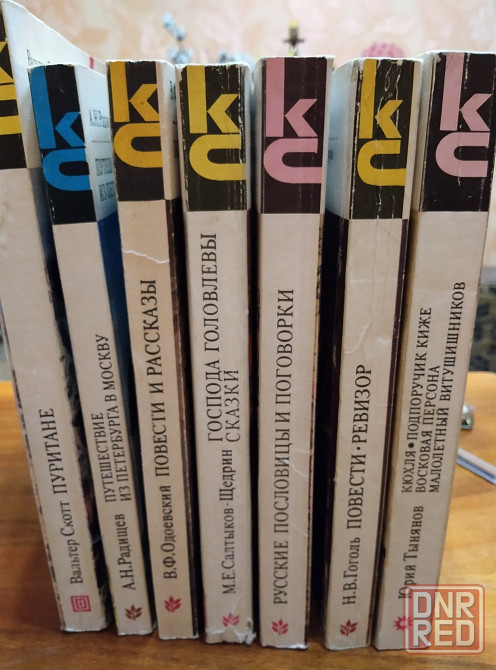 КС
Вальтер Скотт ПУРИТАНЕ
КС
А.Н.Радищев
ПУТЕШЕСТВИЕ
ИЗ ПЕТЕРБУРГА В МОСКВУ
КС
В.Ф.Одоевский ПОВЕСТИ И РАССКАЗЫ
КС
М.Е.Салтыков-Щедрин
ГОСПОДА ГОЛОВЛЕВЫ
СКАЗКИ
КС
РУССКИЕ ПОСЛОВИЦЫ И ПОГОВОРКИ
КС
Н.В.Гоголь ПОВЕСТИ·РЕВИЗОР
КС
Юрий Тынянов
КЮХЛЯ•ПОДПОРУЧИК КИЖЕ
ВОСКОВАЯ ПЕРСОНА
МАЛОЛЕТНЫЙ ВИТУШИШНИКОВ
DNR
RED